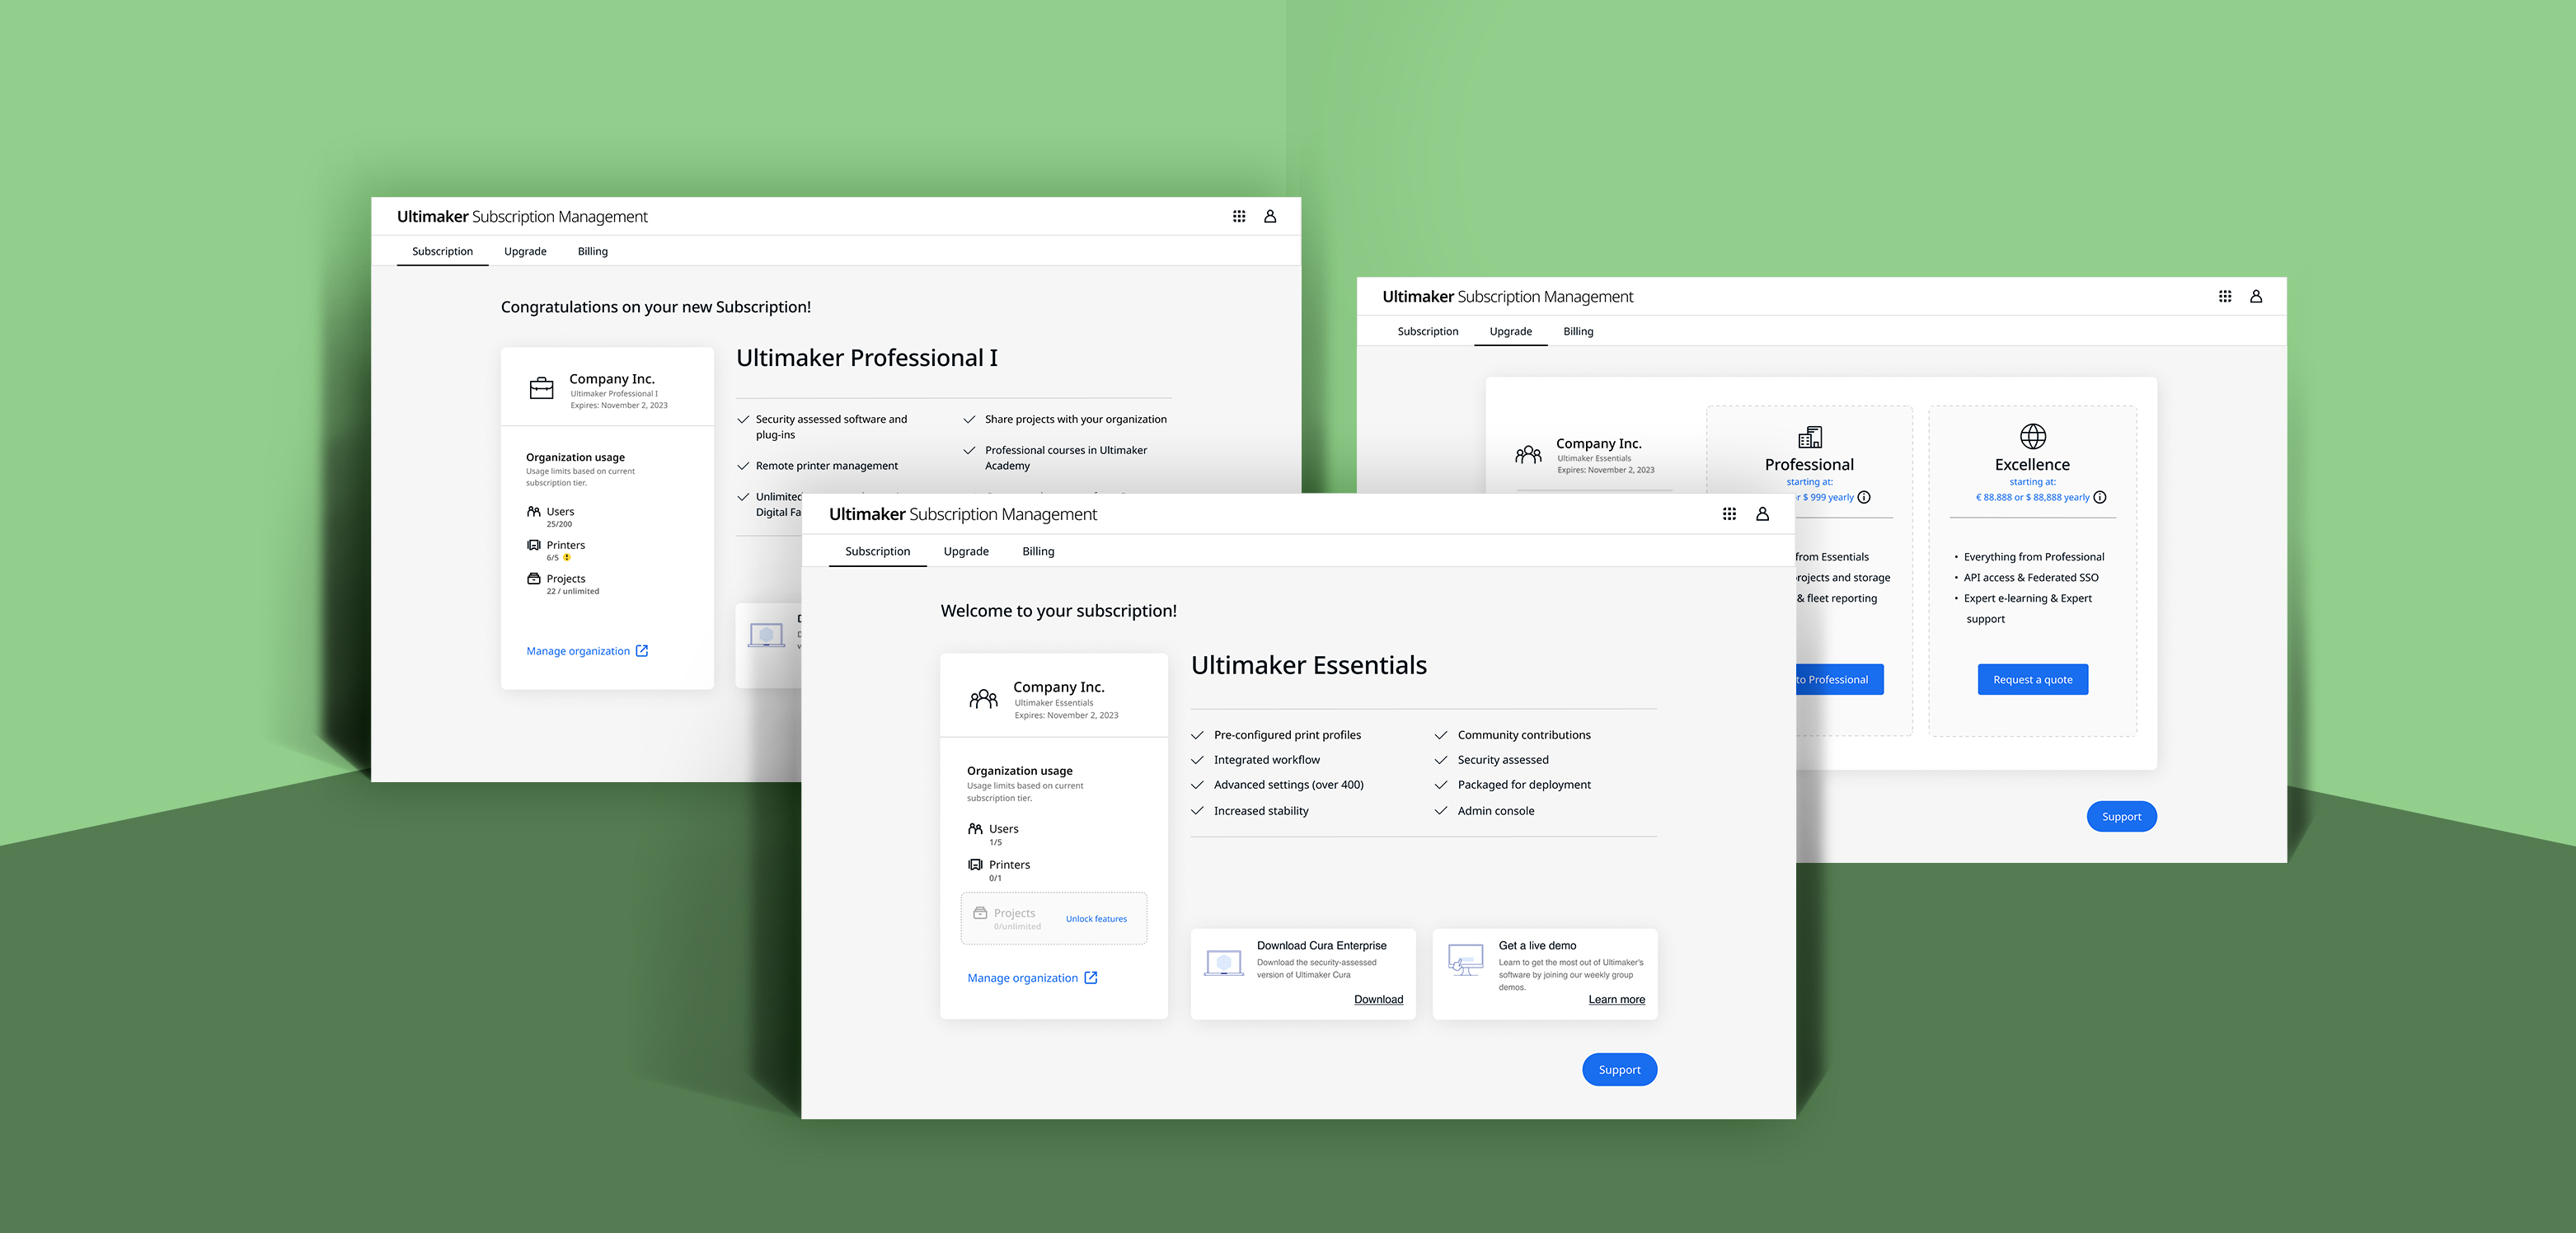 Ultimaker Subscription Management
Subscription Upgrade Billing
Congratulations on your new Subscription!
Company Inc.
Ultimaker Professional I
Expires: November 2, 2023
Organization usage
Usage limits based on current
subscription tier.
Users
25/200
Printers
6/5
Projects
22 / unlimited
Manage organization
Ultimaker Professional I
Security assessed software and
plug-ins
Remote printer management
Unlimited
Digital Fa
Share projects with your organization
Professional courses in Ultimaker
Academy
Ultimaker Subscription Management
Subscription Upgrade Billing
Company Inc.
Ultimaker Essentials
Expires: November 2, 2023
Professional
starting at:
or $ 999 yearly
from Essentials
projects and storage
& fleet reporting
to Professional
Excellence
starting at:
€ 88.888 or $ 88,888 yearly
• Everything from Professional
• API access & Federated SSO
• Expert e-learning & Expert
support
Request a quote
Support
Ultimaker Subscription Management
Subscription Upgrade Billing
Welcome to your subscription!
Company Inc.
Ultimaker Essentials
Expires: November 2, 2023
Organization usage
Usage limits based on current
subscription tier.
Users
1/5
Printers
0/1
Projects
0/unlimited
Unlock features
Manage organization
Ultimaker Essentials
Pre-configured print profiles
Integrated workflow
Advanced settings (over 400)
Increased stability
Community contributions
Security assessed
Packaged for deployment
Admin console
Download Cura Enterprise
Download the security-assessed
version of Ultimaker Cura
Download
Get a live demo
Learn to get the most out of Ultimaker's
software by joining our weekly group
demos.
Learn more
Support